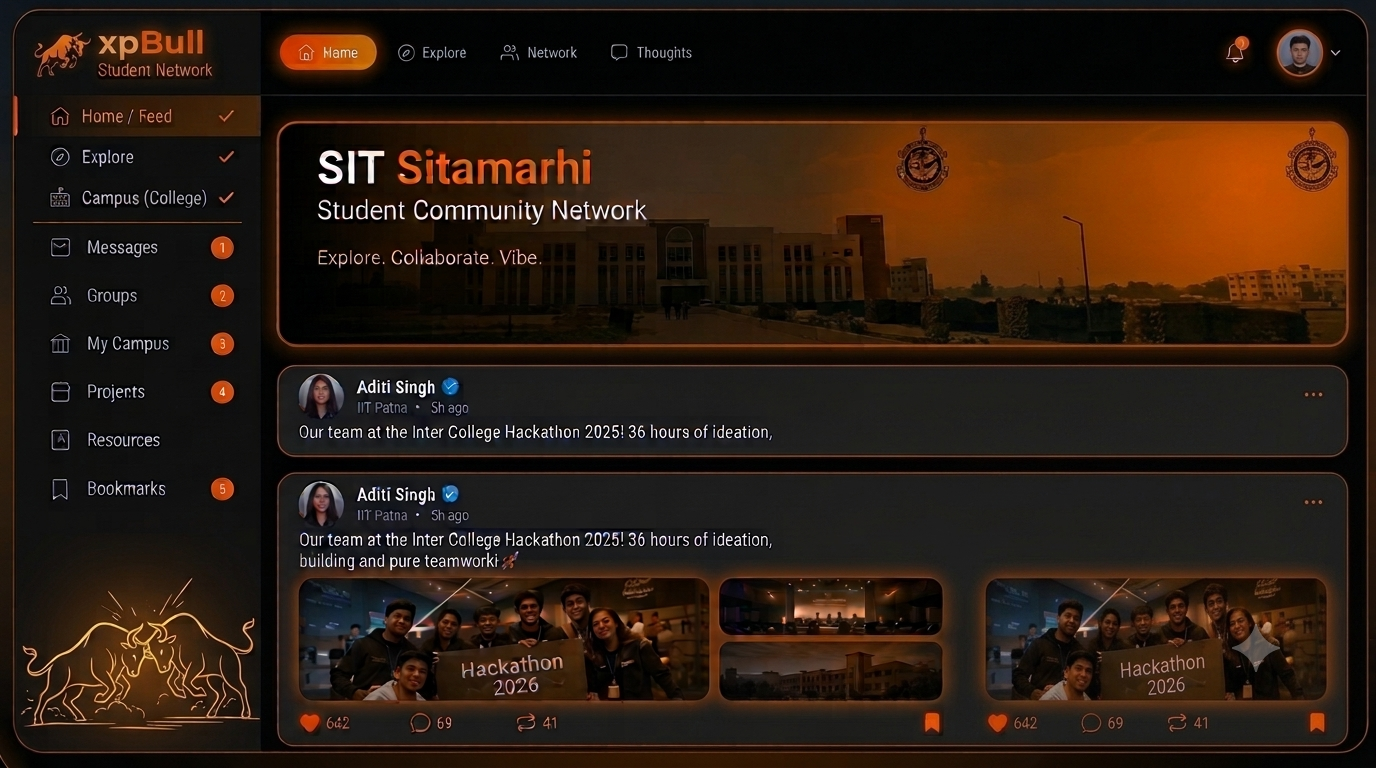 xpBull
Student Network
Home
Explore
Network
Thoughts
Home / Feed
Explore
Campus (College)
Messages 1
Groups 2
My Campus 3
Projects 4
Resources
Bookmarks 5
SIT Sitamarhi
Student Community Network
Explore. Collaborate. Vibe.
Aditi Singh
IIT Patna • 5h ago
Our team at the Inter College Hackathon 2025! 36 hours of ideation,
Aditi Singh
IIT Patna • 5h ago
Our team at the Inter College Hackathon 2025! 36 hours of ideation,
building and pure teamwork!
Hackathon
2026
Hackathon
2026
642 69 41
642 69 41